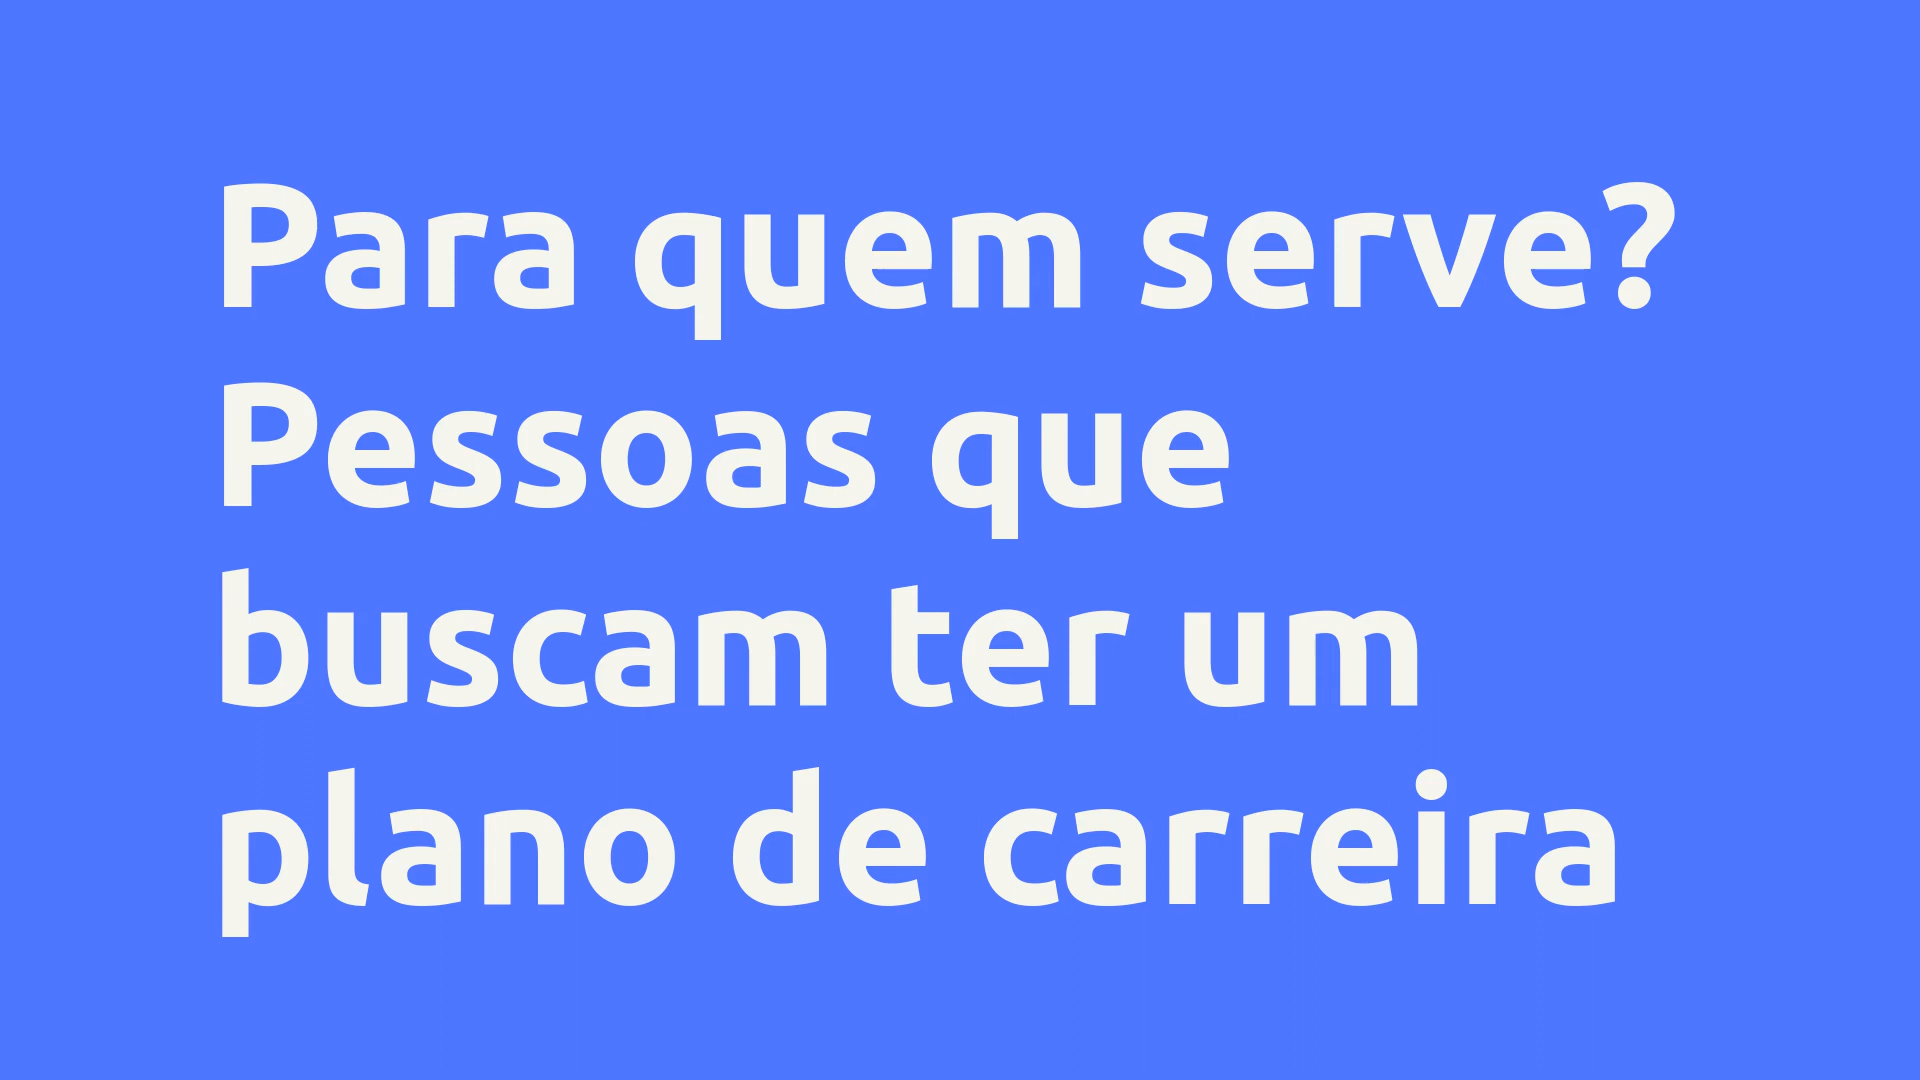 Para quem serve?
Pessoas que
buscam ter um
plano de carreira